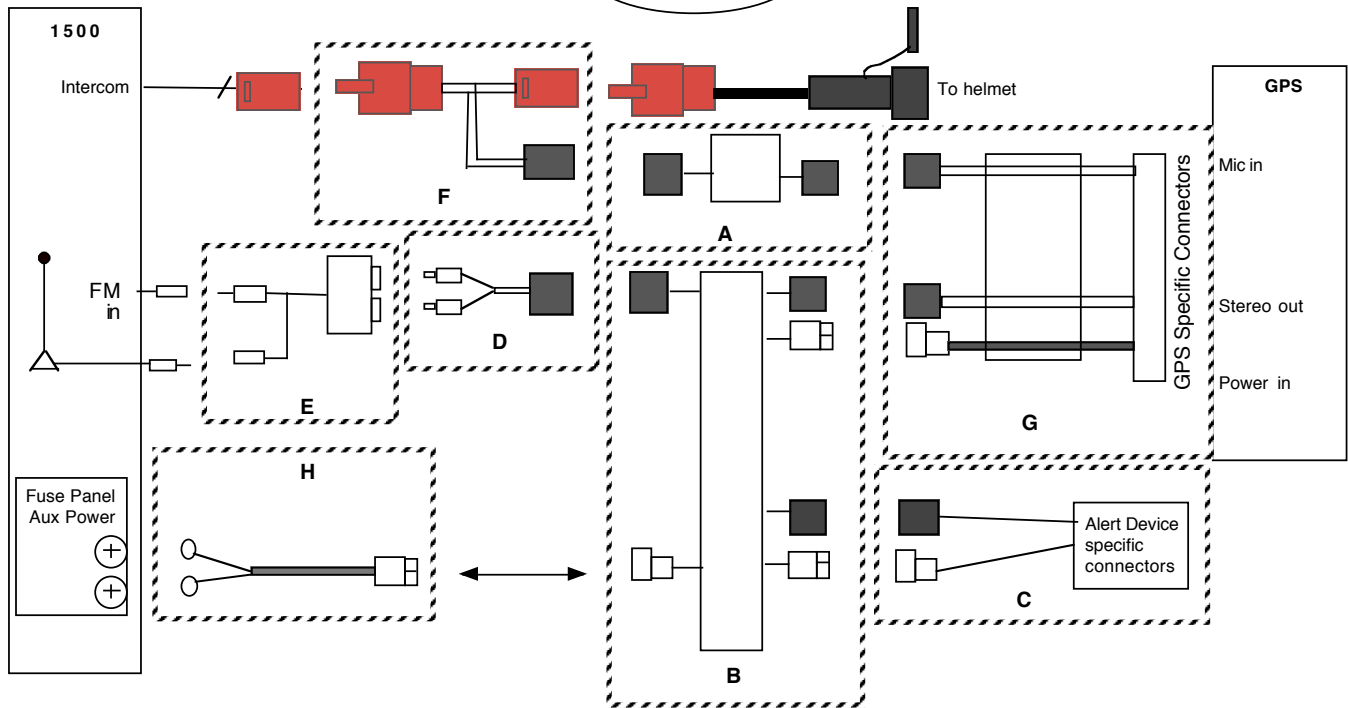 1500
GPS
Intercom
To helmet
F
A
Mic in
GPS Specific Connectors
FM
in
Stereo out
D
Power in
E
G
H
Fuse Panel
Aux Power
Alert Device
specific
connectors
C
B